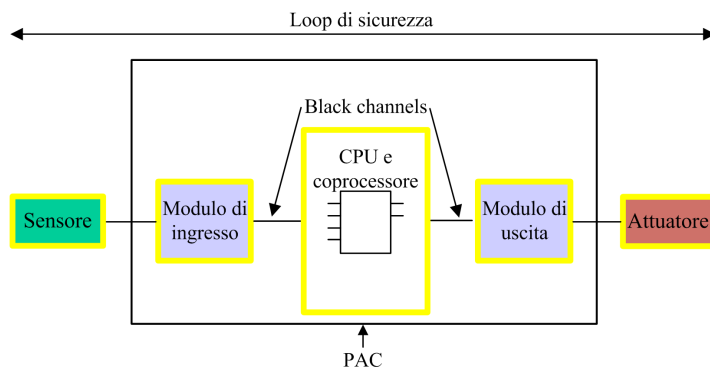 Loop di sicurezza
Black channels
CPU e
coprocessore
Sensore
Modulo di
ingresso
Modulo di
uscita
Attuatore
PAC